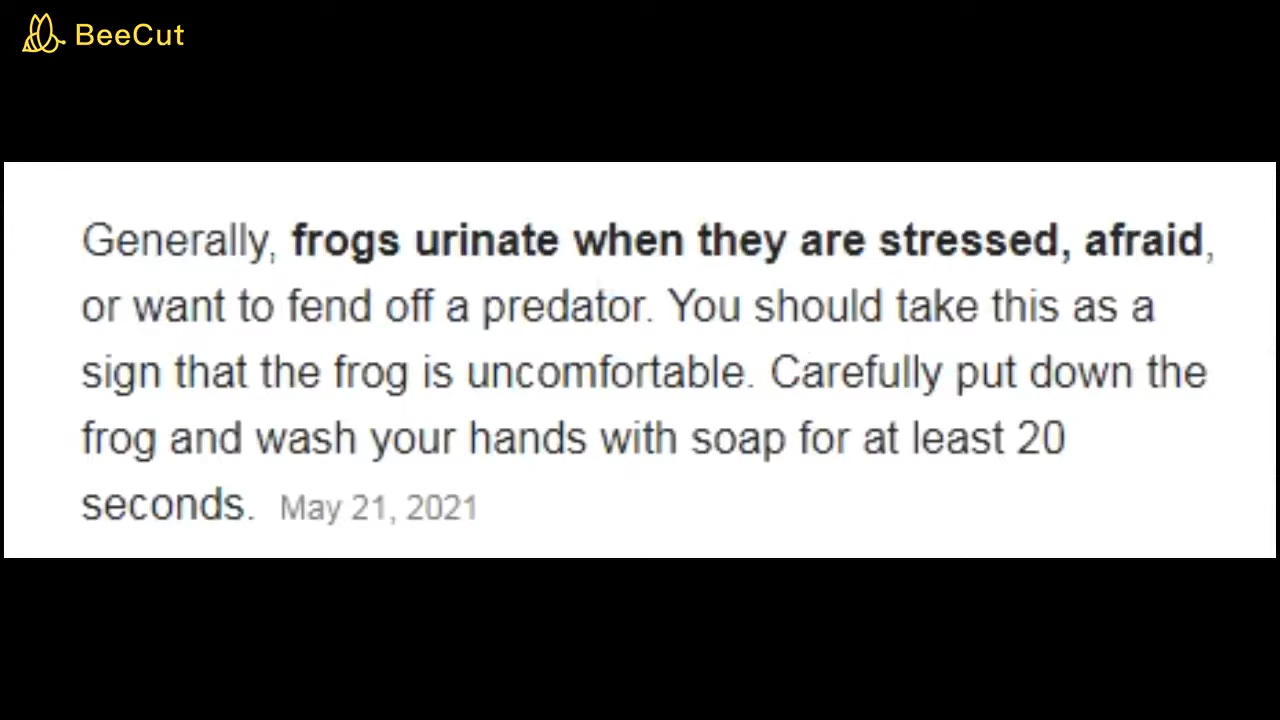 BeeCut
Generally, frogs urinate when they are stressed, afraid,
or want to fend off a predator. You should take this as a
sign that the frog is uncomfortable. Carefully put down the
frog and wash your hands with soap for at least 20
seconds. May 21, 2021